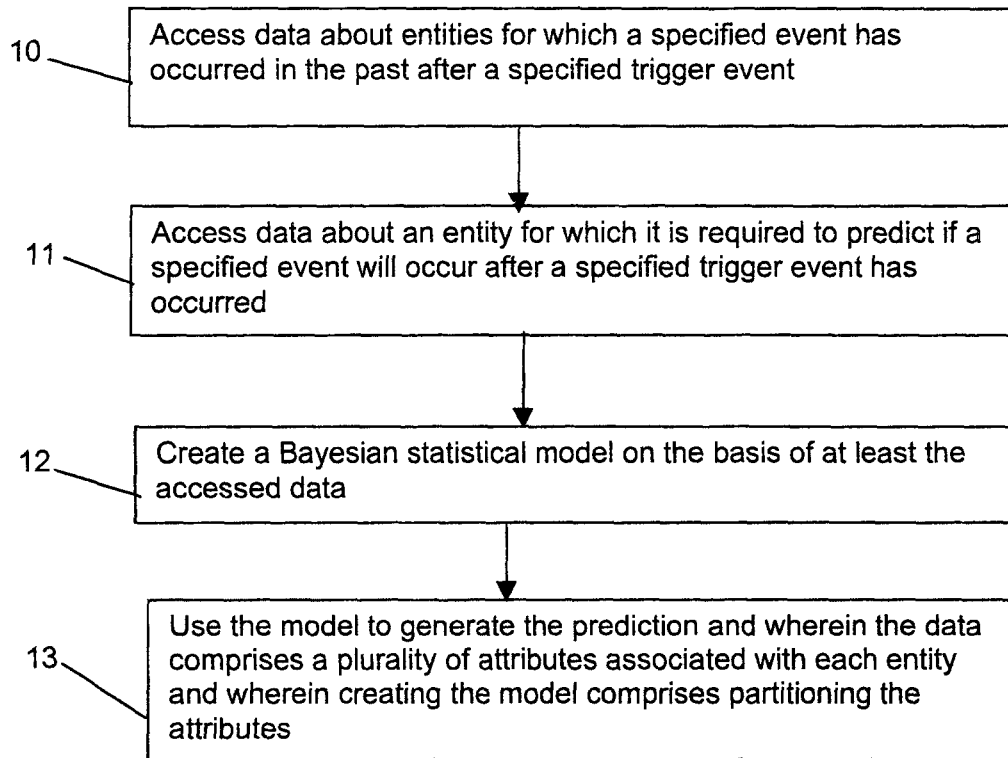 10
Access data about entities for which a specified event has
occurred in the past after a specified trigger event
11
Access data about an entity for which it is required to predict if a
specified event will occur after a specified trigger event has
occurred
12
Create a Bayesian statistical model on the basis of at least the
accessed data
13
Use the model to generate the prediction and wherein the data
comprises a plurality of attributes associated with each entity
and wherein creating the model comprises partitioning the
attributes